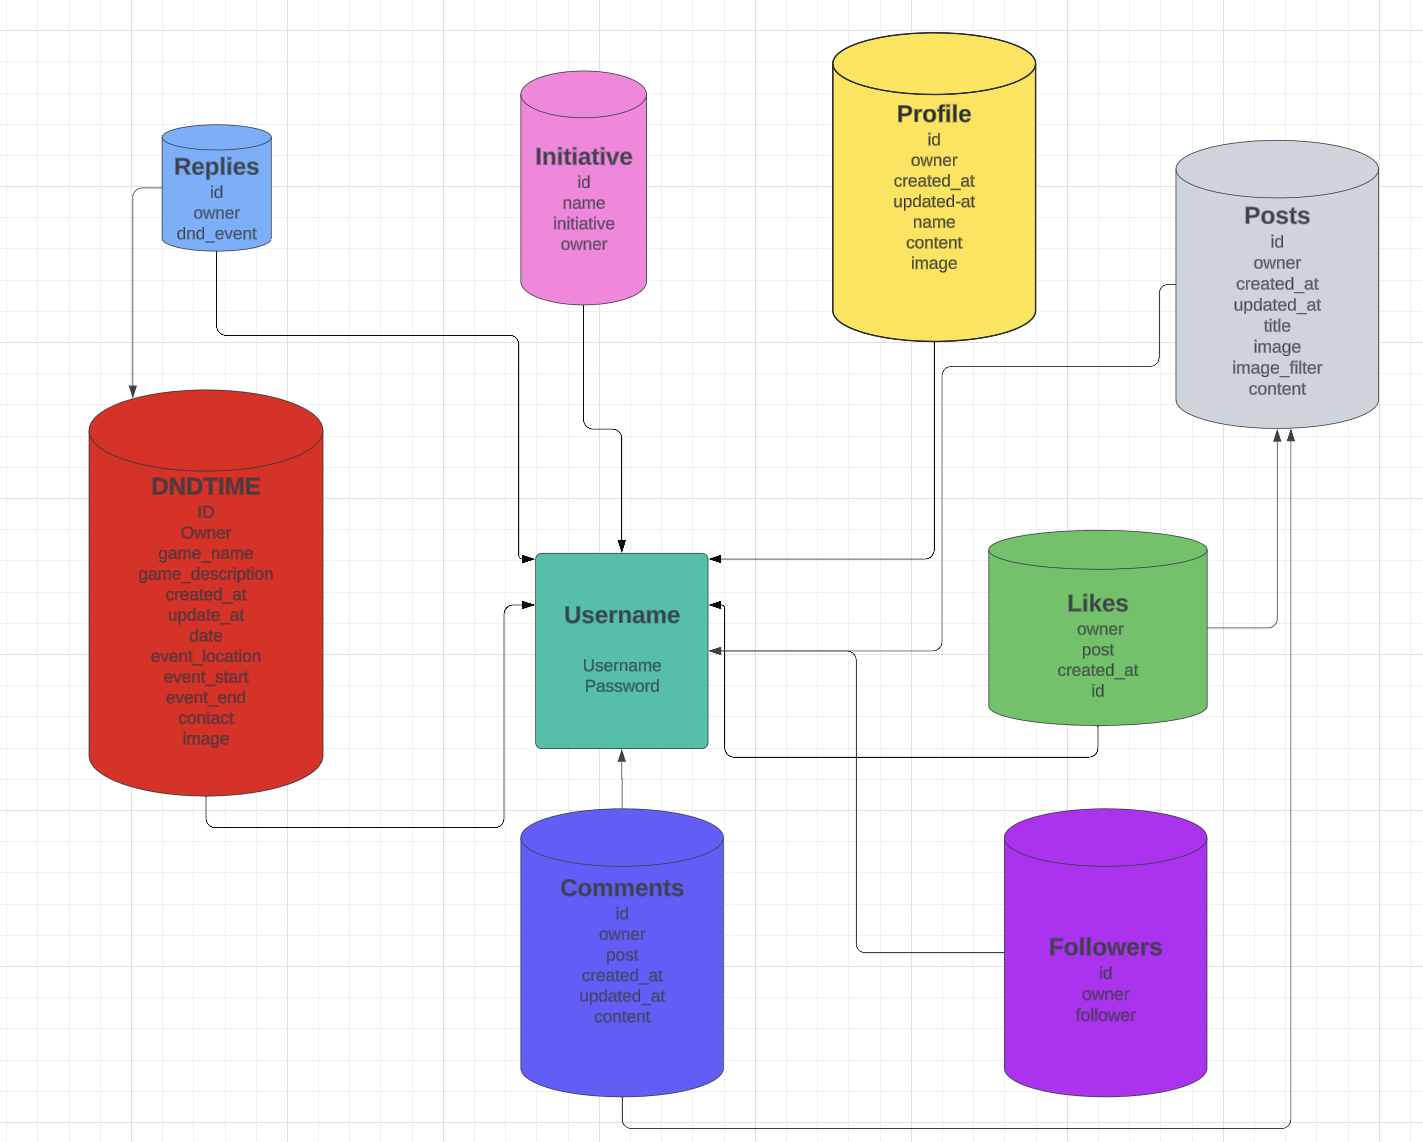 Replies
id
owner
dnd_event
Initiative
id
name
initiative
owner
Profile
id
owner
created_at
updated-at
name
content
image
Posts
id
owner
created_at
updated_at
title
image
image_filter
content
DNDTIME
ID
Owner
game_name
game_description
created_at
update_at
date
event_location
event_start
event_end
contact
image
Username
Username
Password
Likes
owner
post
created_at
id
Comments
id
owner
post
created_at
updated_at
content
Followers
id
owner
follower